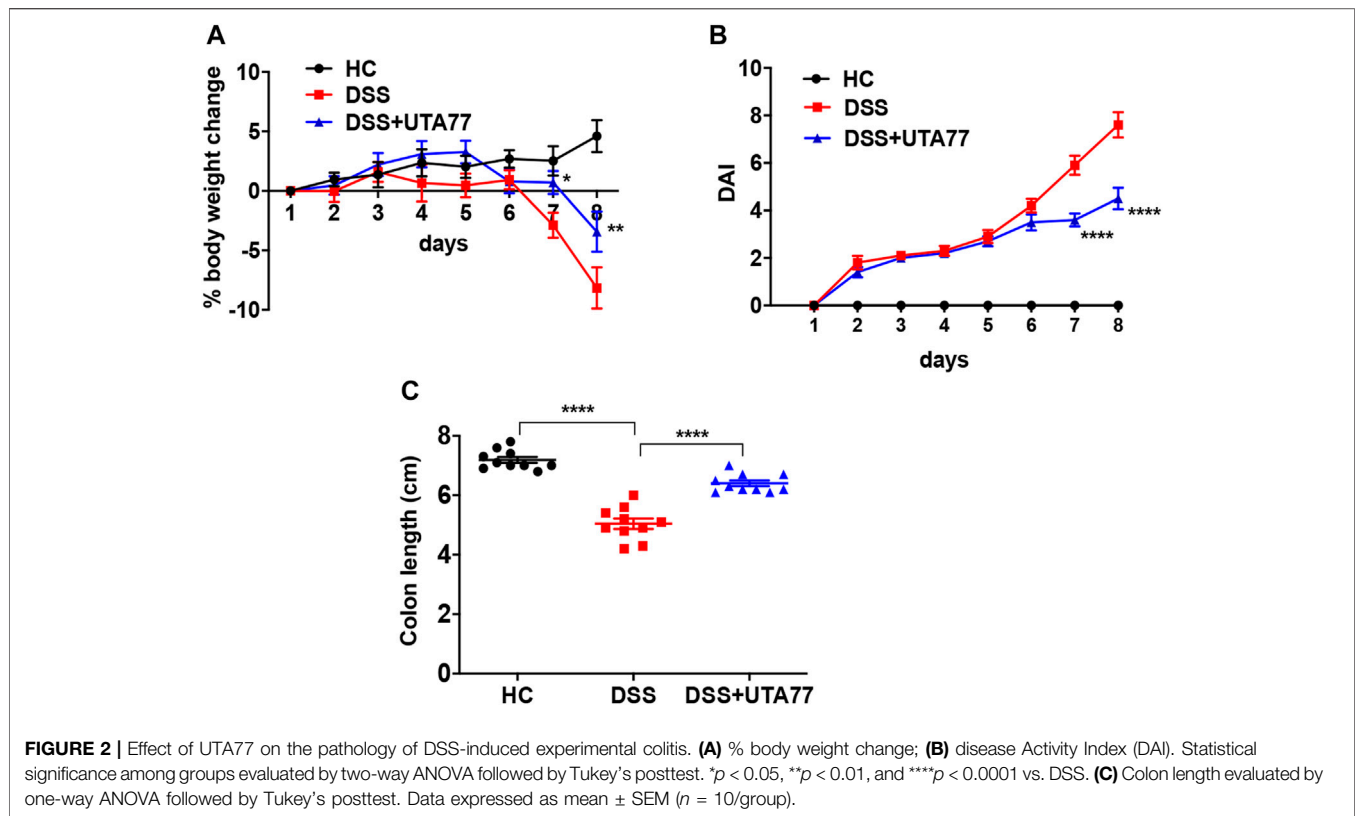 A
% body weight change
10
5
0
-5
-10
HC
DSS
DSS+UTA77
1 2 3 4 5 6 7 8
*
**
days
B
DAI
10
8
6
4
2
0
HC
DSS
DSS+UTA77
****
****
1 2 3 4 5 6 7 8
days
C
Colon length (cm)
8
6
4
2
0
****
****
HC DSS DSS+UTA77
FIGURE 2 | Effect of UTA77 on the pathology of DSS-induced experimental colitis. (A) % body weight change; (B) disease Activity Index (DAI). Statistical
significance among groups evaluated by two-way ANOVA followed by Tukey's posttest. *p < 0.05, **p < 0.01, and ****p < 0.0001 vs. DSS. (C) Colon length evaluated by
one-way ANOVA followed by Tukey's posttest. Data expressed as mean ± SEM (n = 10/group).